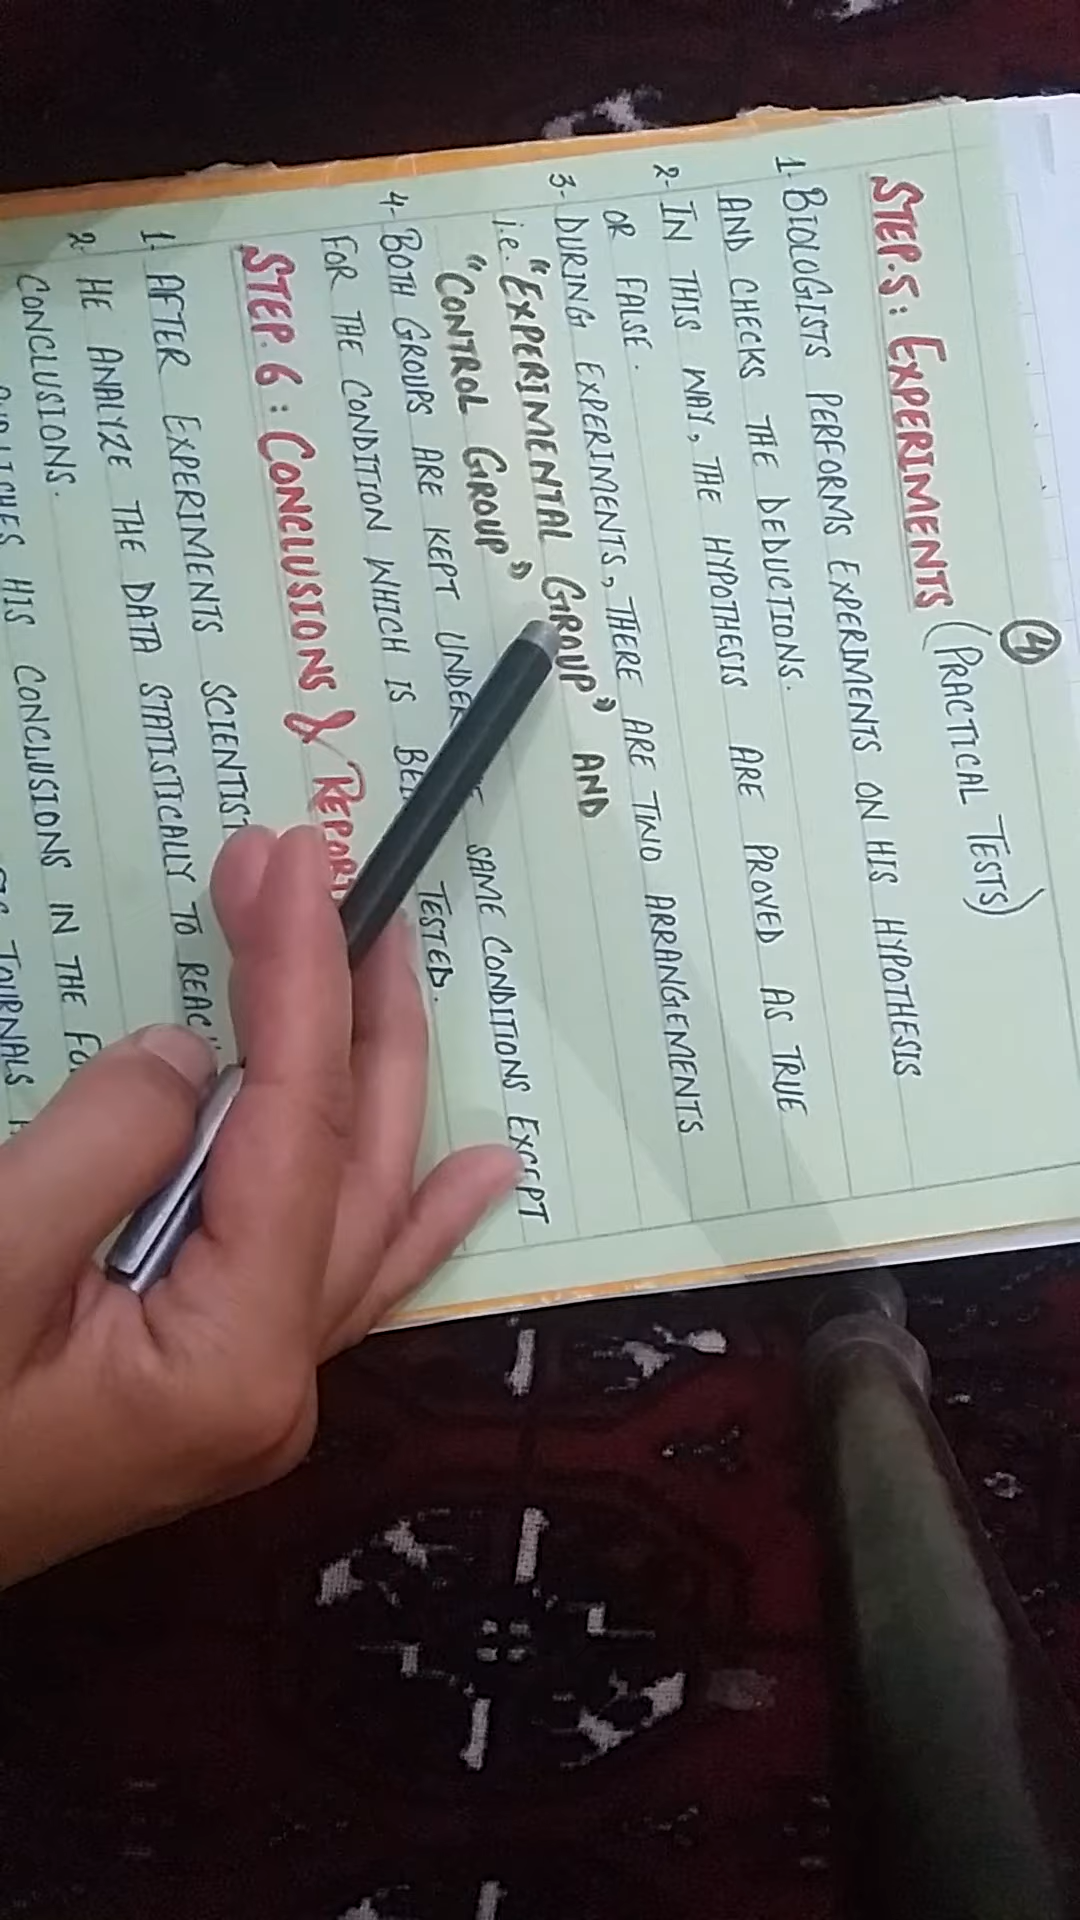 4
STEP.5: EXPERIMENTS (PRACTICAL TESTS)
1- BIOLOGISTS PERFORMS EXPERIMENTS ON HIS HYPOTHESIS
AND CHECKS THE DEDUCTIONS.
2- IN THIS WAY, THE HYPOTHESIS ARE PROVED AS TRUE
OR FALSE.
3- DURING EXPERIMENTS, THERE ARE TWO ARRANGEMENTS
i.e. "EXPERIMENTAL GROUP" AND
"CONTROL GROUP"
4- BOTH GROUPS ARE KEPT UNDER SAME CONDITIONS EXCEPT
FOR THE CONDITION WHICH IS TESTED.
STEP.6: CONCLUSIONS &
1- AFTER EXPERIMENTS SCIENTIST
2- HE ANALYZE THE DATA STATISTICALLY TO REACH
CONCLUSIONS.
HIS CONCLUSIONS IN THE
JOURNALS